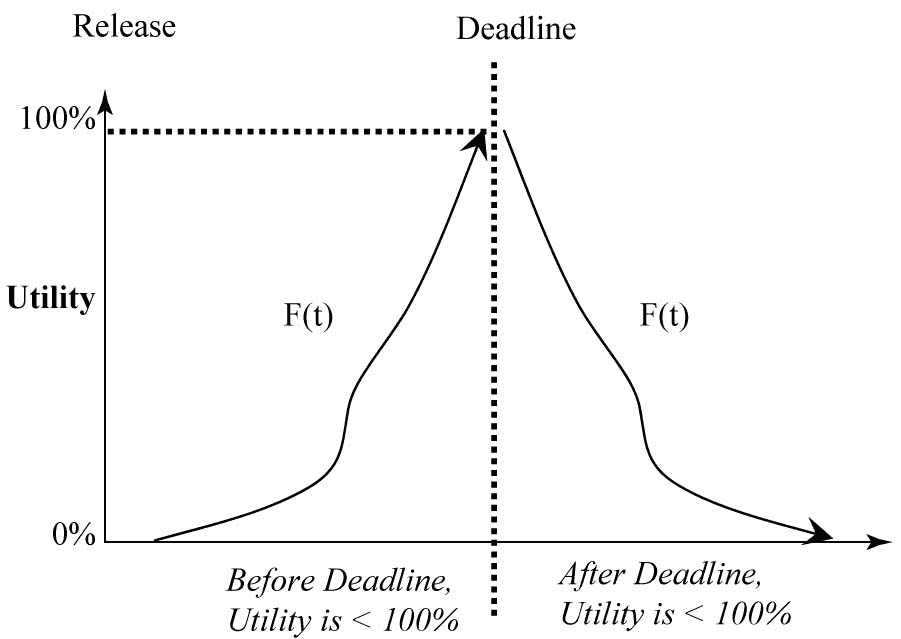 Release
Deadline
100%
Utility
F(t)
F(t)
0%
Before Deadline,
Utility is < 100%
After Deadline,
Utility is < 100%